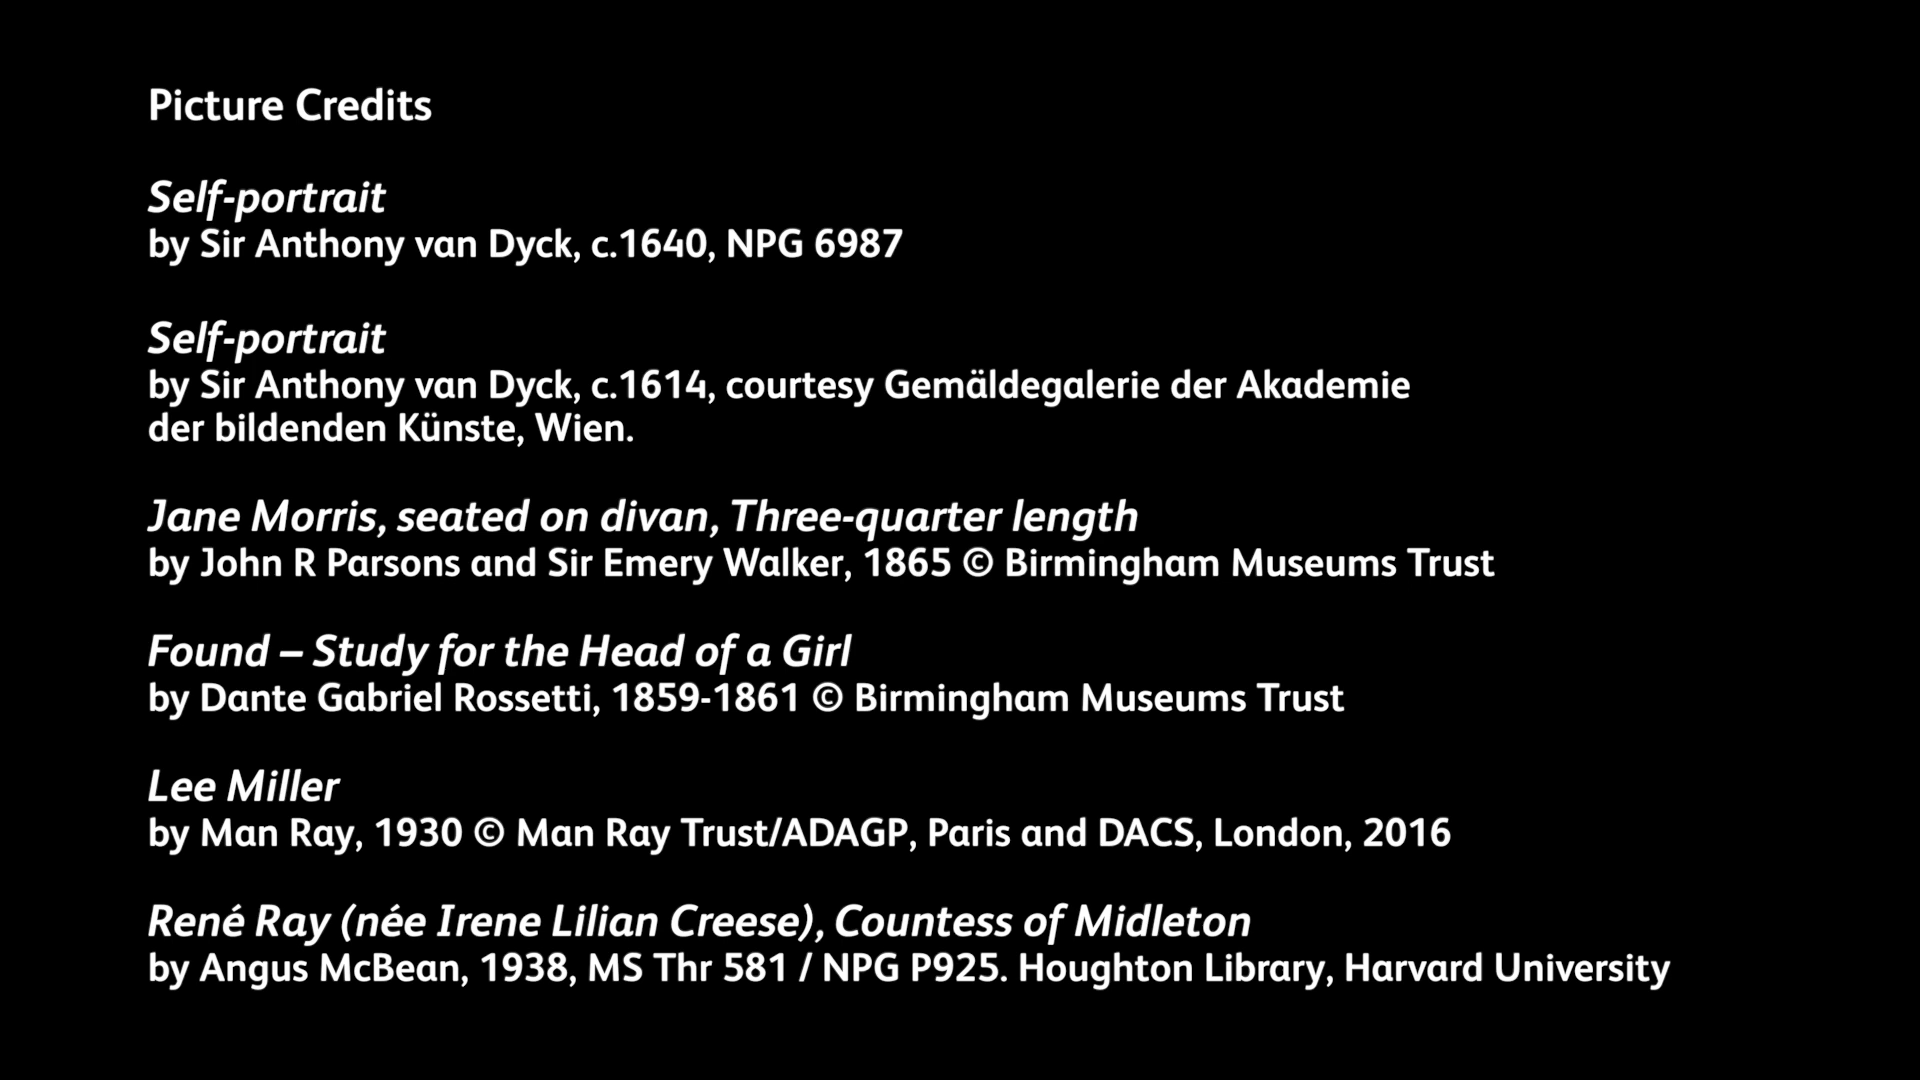 Picture Credits
Self-portrait
by Sir Anthony van Dyck, c.1640, NPG 6987
Self-portrait
by Sir Anthony van Dyck, c.1614, courtesy Gemäldegalerie der Akademie
der bildenden Künste, Wien.
Jane Morris, seated on divan, Three-quarter length
by John R Parsons and Sir Emery Walker, 1865 © Birmingham Museums Trust
Found – Study for the Head of a Girl
by Dante Gabriel Rossetti, 1859-1861 © Birmingham Museums Trust
Lee Miller
by Man Ray, 1930 © Man Ray Trust/ADAGP, Paris and DACS, London, 2016
René Ray (née Irene Lilian Creese), Countess of Midleton
by Angus McBean, 1938, MS Thr 581 / NPG P925. Houghton Library, Harvard University